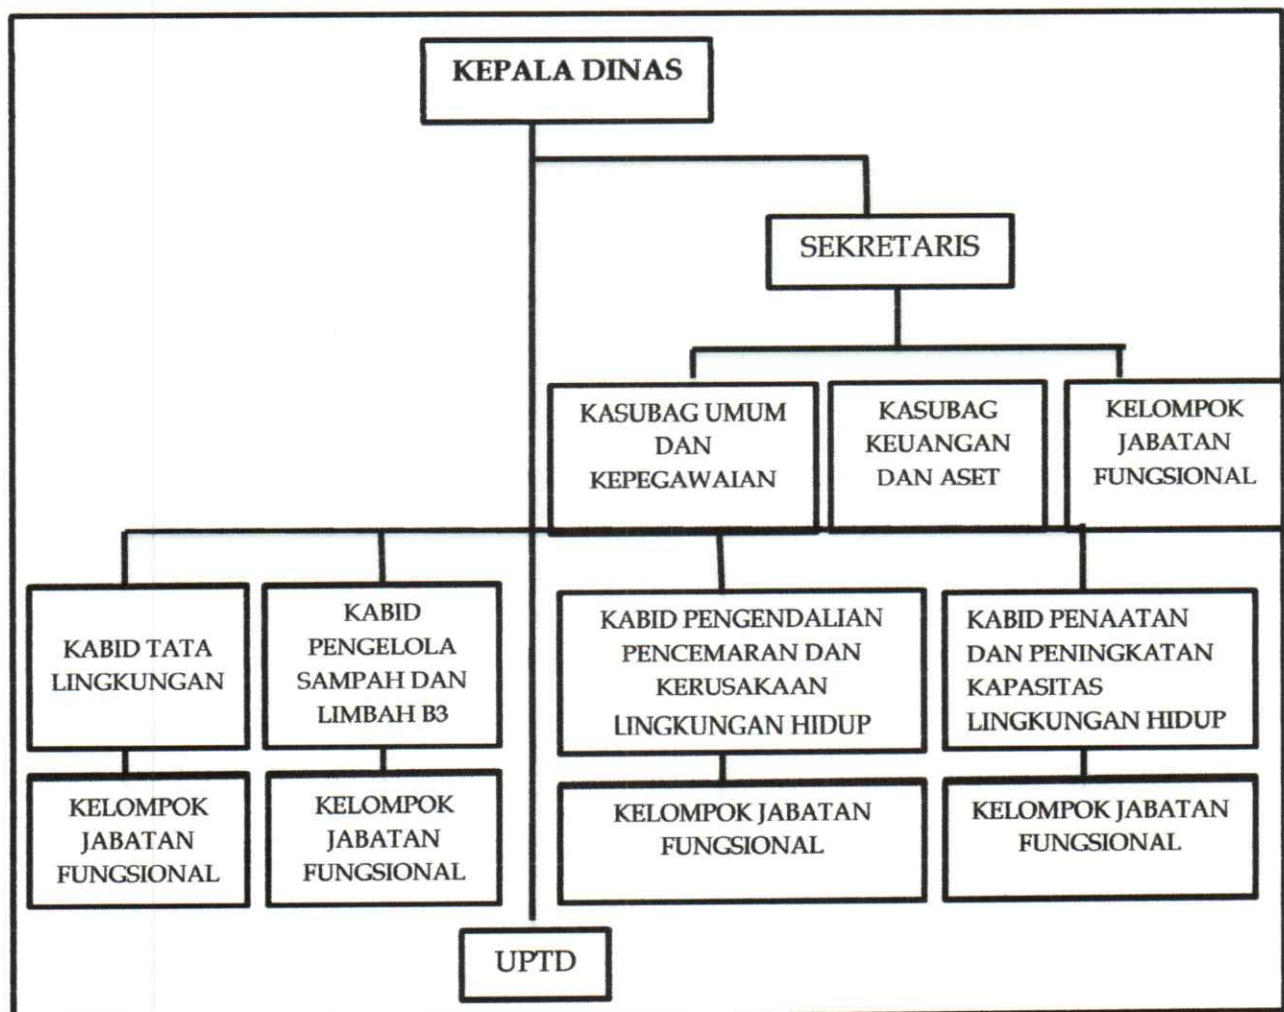 KEPALA DINAS
SEKRETARIS
KASUBAG UMUM
DAN
KEPEGAWAIAN
KASUBAG
KEUANGAN
DAN ASET
KELOMPOK
JABATAN
FUNGSIONAL
KABID TATA
LINGKUNGAN
KABID
PENGELOLA
SAMPAH DAN
LIMBAH B3
KABID PENGENDALIAN
PENCEMARAN DAN
KERUSAKAAN
LINGKUNGAN HIDUP
KABID PENAATAN
DAN PENINGKATAN
KAPASITAS
LINGKUNGAN HIDUP
KELOMPOK
JABATAN
FUNGSIONAL
KELOMPOK
JABATAN
FUNGSIONAL
KELOMPOK JABATAN
FUNGSIONAL
KELOMPOK JABATAN
FUNGSIONAL
UPTD